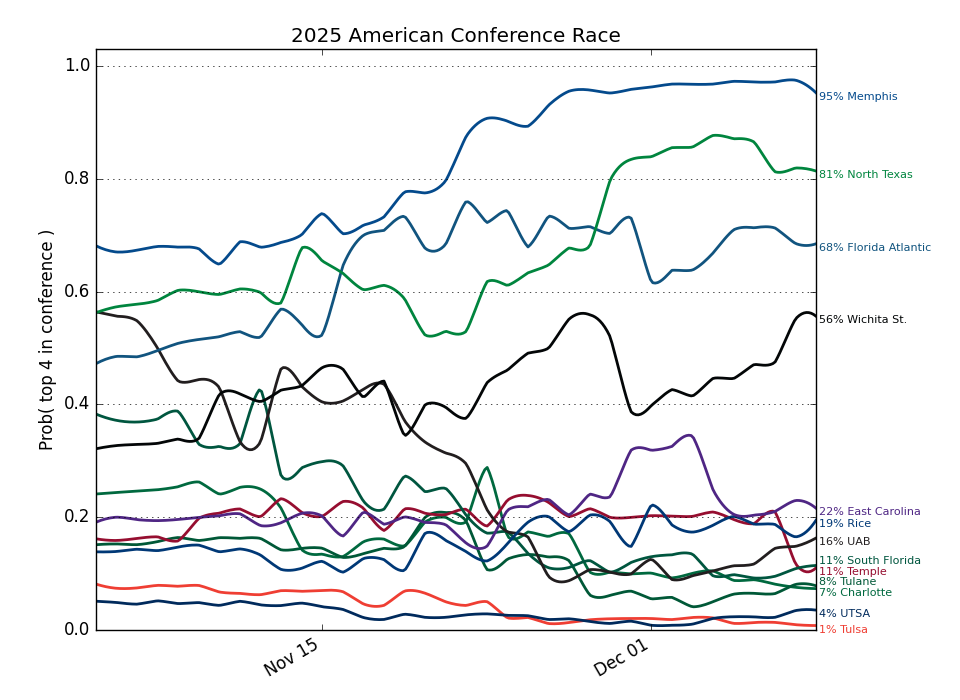 2025 American Conference Race
Prob( top 4 in conference )
1.0
0.8
0.6
0.4
0.2
0.0
Nov 15
Dec 01
95% Memphis
81% North Texas
68% Florida Atlantic
56% Wichita St.
22% East Carolina
19% Rice
16% UAB
11% South Florida
11% Temple
8% Tulane
7% Charlotte
4% UTSA
1% Tulsa